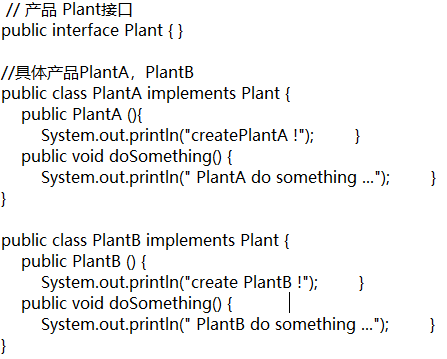 // 产品 Plant接口
public interface Plant { }
//具体产品PlantA，PlantB
public class PlantA implements Plant {
public PlantA (){
System.out.println("createPlantA !"); }
public void doSomething() {
System.out.println(" PlantA do something ..."); }
}
public class PlantB implements Plant {
public PlantB () {
System.out.println("create PlantB !"); }
public void doSomething() {
System.out.println(" PlantB do something ..."); }
}